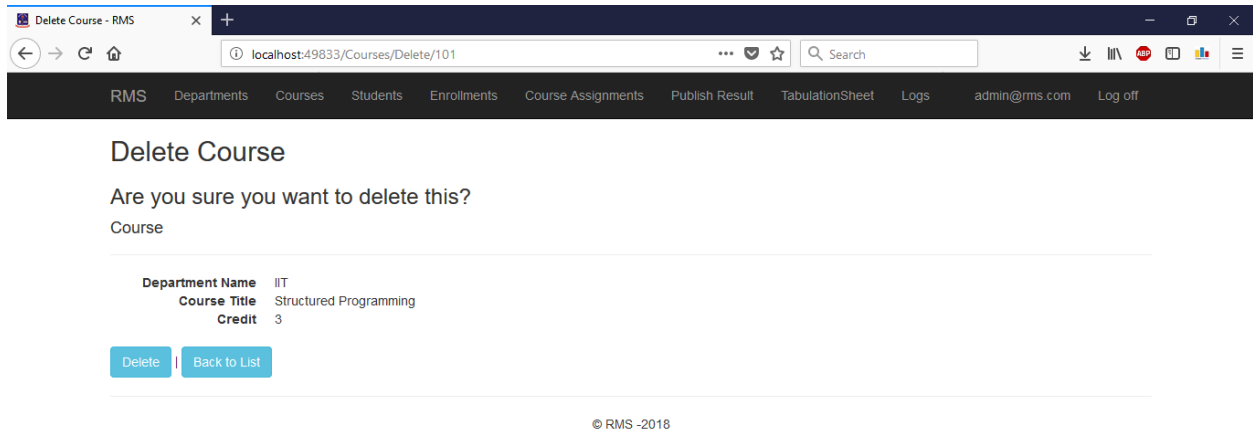 Delete Course - RMS
localhost:49833/Courses/Delete/101 Search ABP
RMS Departments Courses Students Enrollments Course Assignments Publish Result TabulationSheet Logs admin@rms.com Log off
Delete Course
Are you sure you want to delete this?
Course
Department Name IIT
Course Title Structured Programming
Credit 3
Delete | Back to List
© RMS -2018